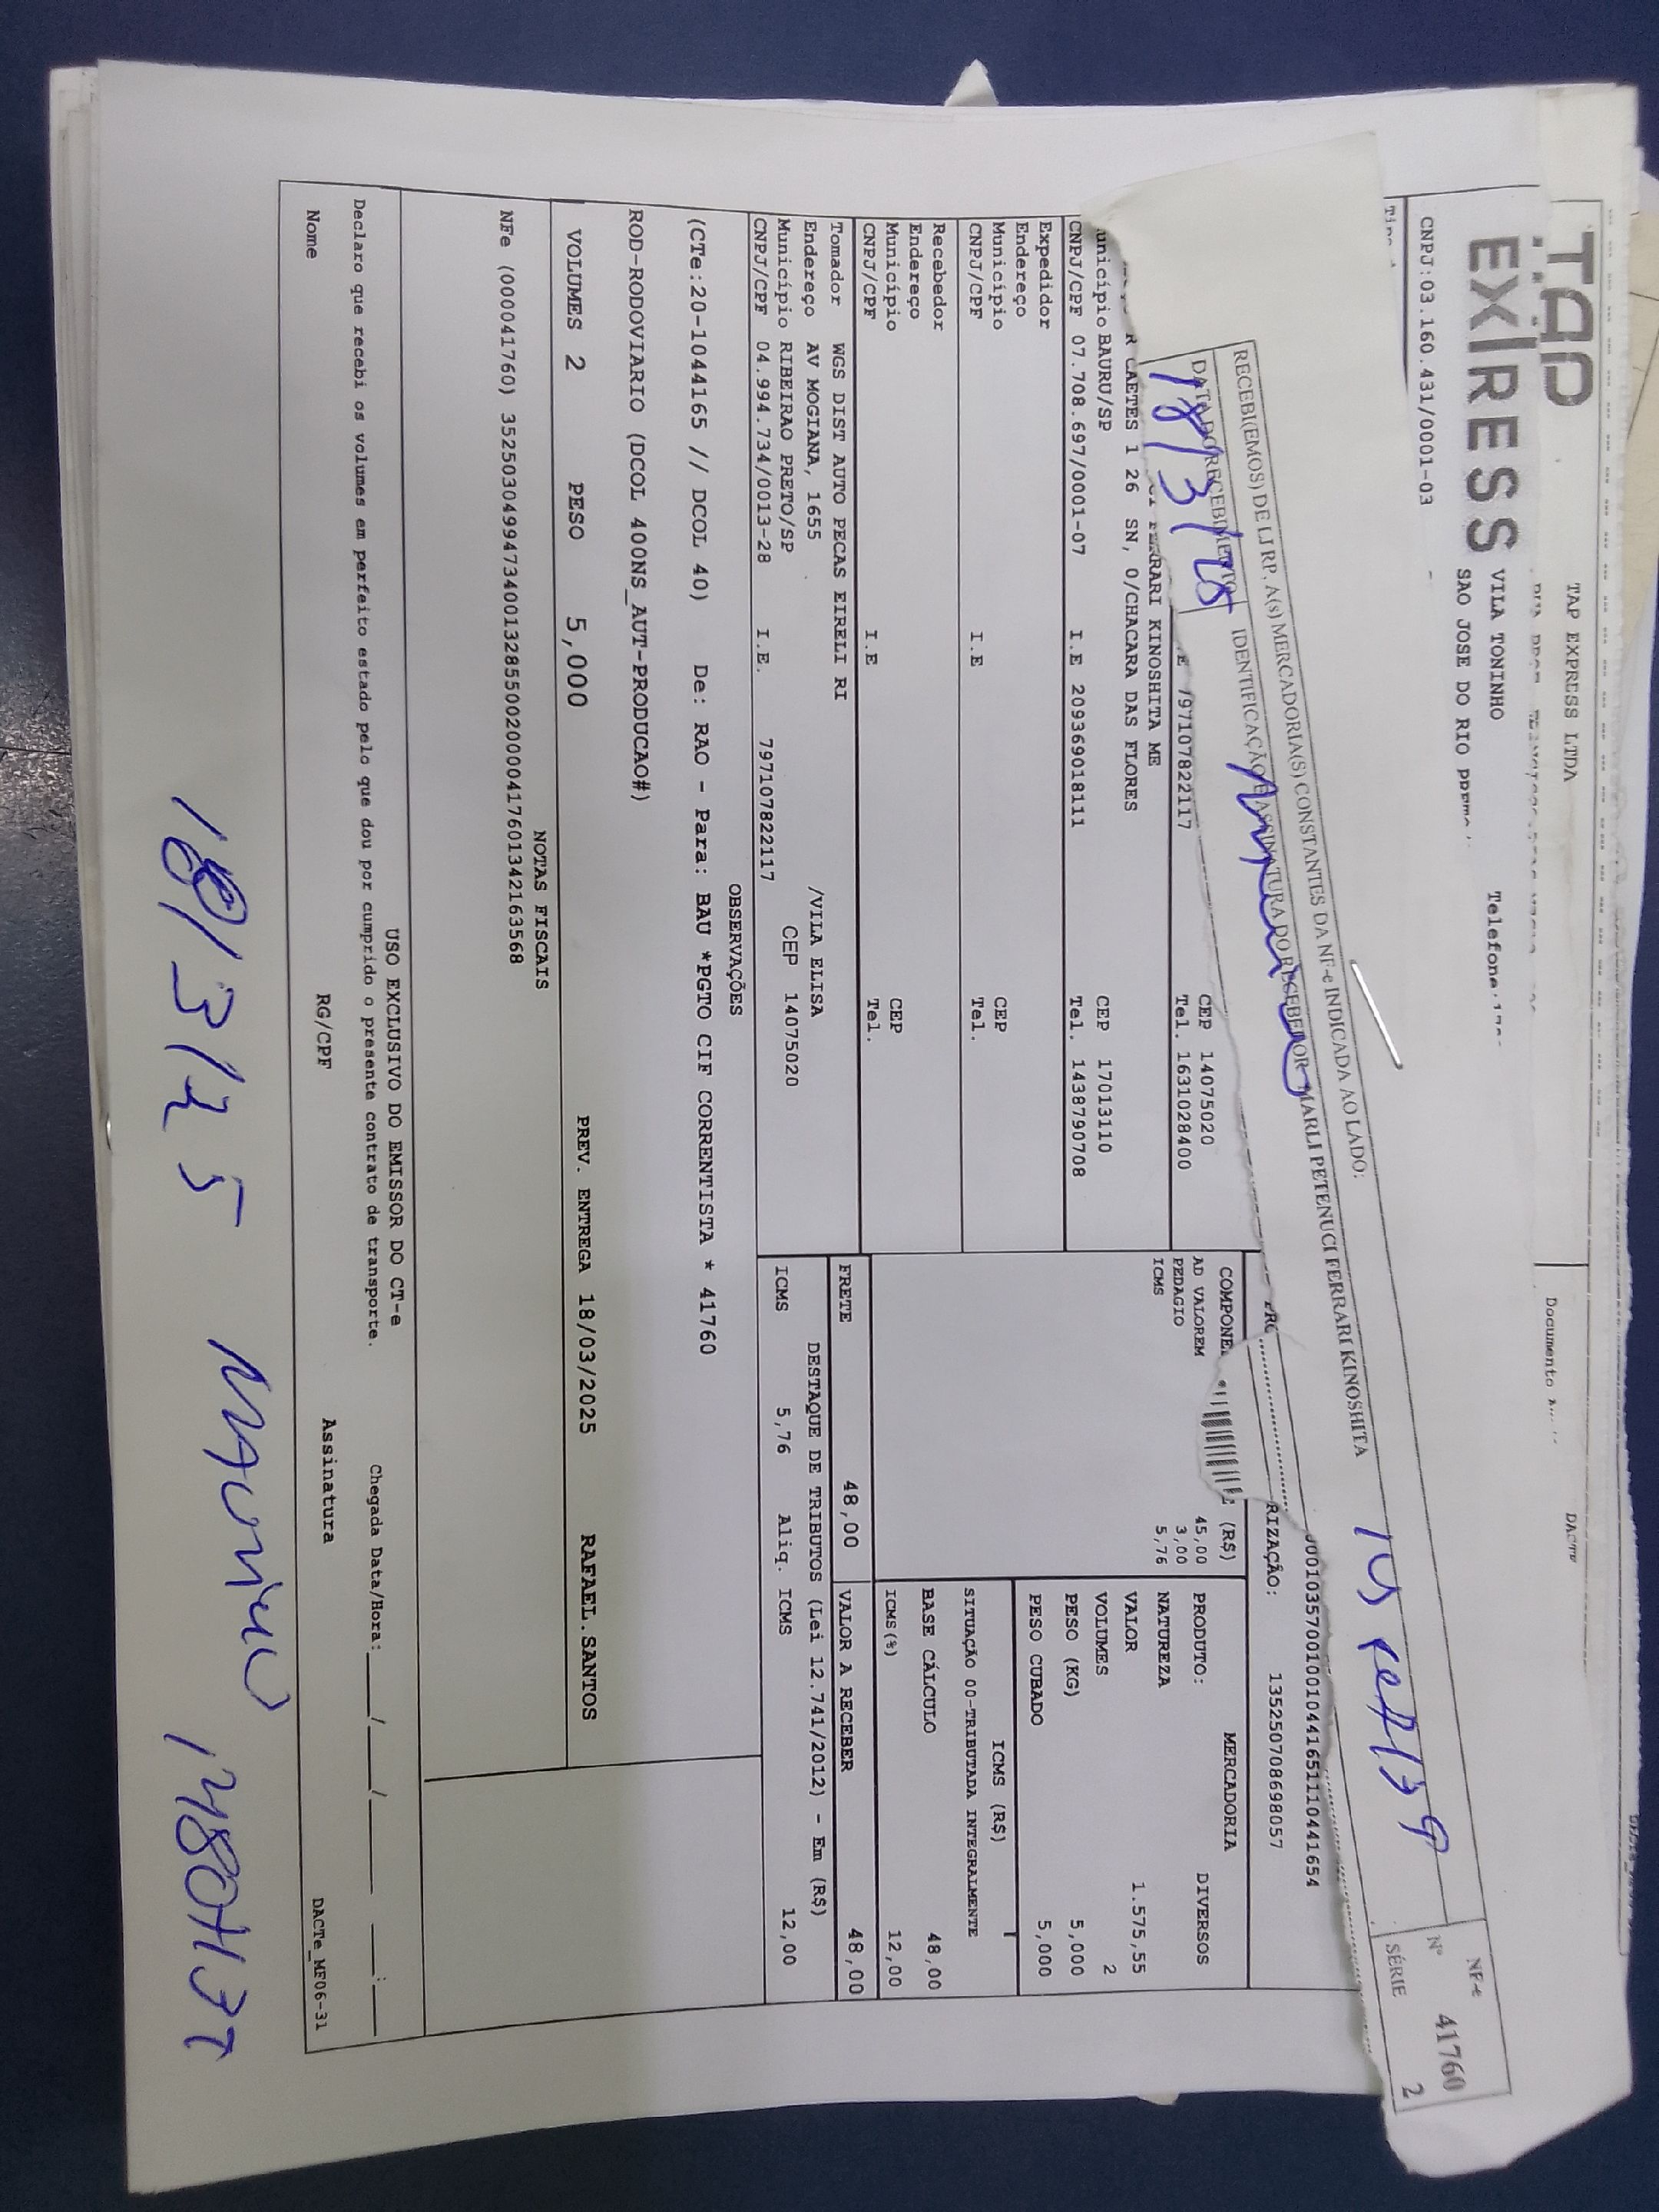 TAP
EXPRESS
TAP EXPRESS LTDA
VILA TONINHO
SAO JOSE DO RIO
Telefone
CNPJ:03.160.431/0001-03
Documento
DACTE
RECEBI(EMOS) DE LJ RP, A(s) MERCADORIA(S) CONSTANTES DA NF-e INDICADA AO LADO:
DATA DO RECEBIMENTO
IDENTIFICAÇÃO E ASSINATURA DO RECEBEDOR MARLI PETENUCI FERRARI KINOSHITA
18/3/25
NF-e
Nº 41760
SÉRIE 2
797107822117
CEP 14075020
Tel. 1631028400
FERRARI KINOSHITA ME
R CAETES 1 26 SN, 0/CHACARA DAS FLORES
BAURU/SP
CEP 17013110
CNPJ/CPF 07.708.697/0001-07 I.E 209369018111 Tel. 1438790708
Expedidor
Endereço
Município CEP
CNPJ/CPF I.E Tel.
Recebedor
Endereço
Município CEP
CNPJ/CPF I.E Tel.
Tomador WGS DIST AUTO PECAS EIRELI RI
Endereço AV MOGIANA, 1655 /VILA ELISA
Município RIBEIRAO PRETO/SP CEP 14075020
CNPJ/CPF 04.994.734/0013-28 I.E. 797107822117
RIZAÇÃO: 135250708698057
(R$)
AD VALOREM 45,00
PEDAGIO 3,00
ICMS 5,76
MERCADORIA
PRODUTO: DIVERSOS
NATUREZA
VALOR 1.575,55
VOLUMES 2
PESO (KG) 5,000
PESO CUBADO 5,000
ICMS (R$)
SITUAÇÃO 00-TRIBUTADA INTEGRALMENTE
BASE CÁLCULO 48,00
ICMS(%) 12,00
FRETE 48,00 VALOR A RECEBER 48,00
DESTAQUE DE TRIBUTOS (Lei 12.741/2012) - Em (R$)
ICMS 5,76 Aliq. ICMS 12,00
OBSERVAÇÕES
(CTe:20-1044165 // DCOL 40) De: RAO - Para: BAU *PGTO CIF CORRENTISTA * 41760
ROD-RODOVIARIO (DCOL 400NS_AUT-PRODUCAO#)
VOLUMES 2 PESO 5,000 PREV. ENTREGA 18/03/2025 RAFAEL.SANTOS
NOTAS FISCAIS
NFe (000041760) 35250304994734001328550020000417601342163568
USO EXCLUSIVO DO EMISSOR DO CT-e
Declaro que recebi os volumes em perfeito estado pelo que dou por cumprido o presente contrato de transporte. Chegada Data/Hora: ____/____/____ ___:___
Nome RG/CPF Assinatura DACTe_MF06-31
18/3/25